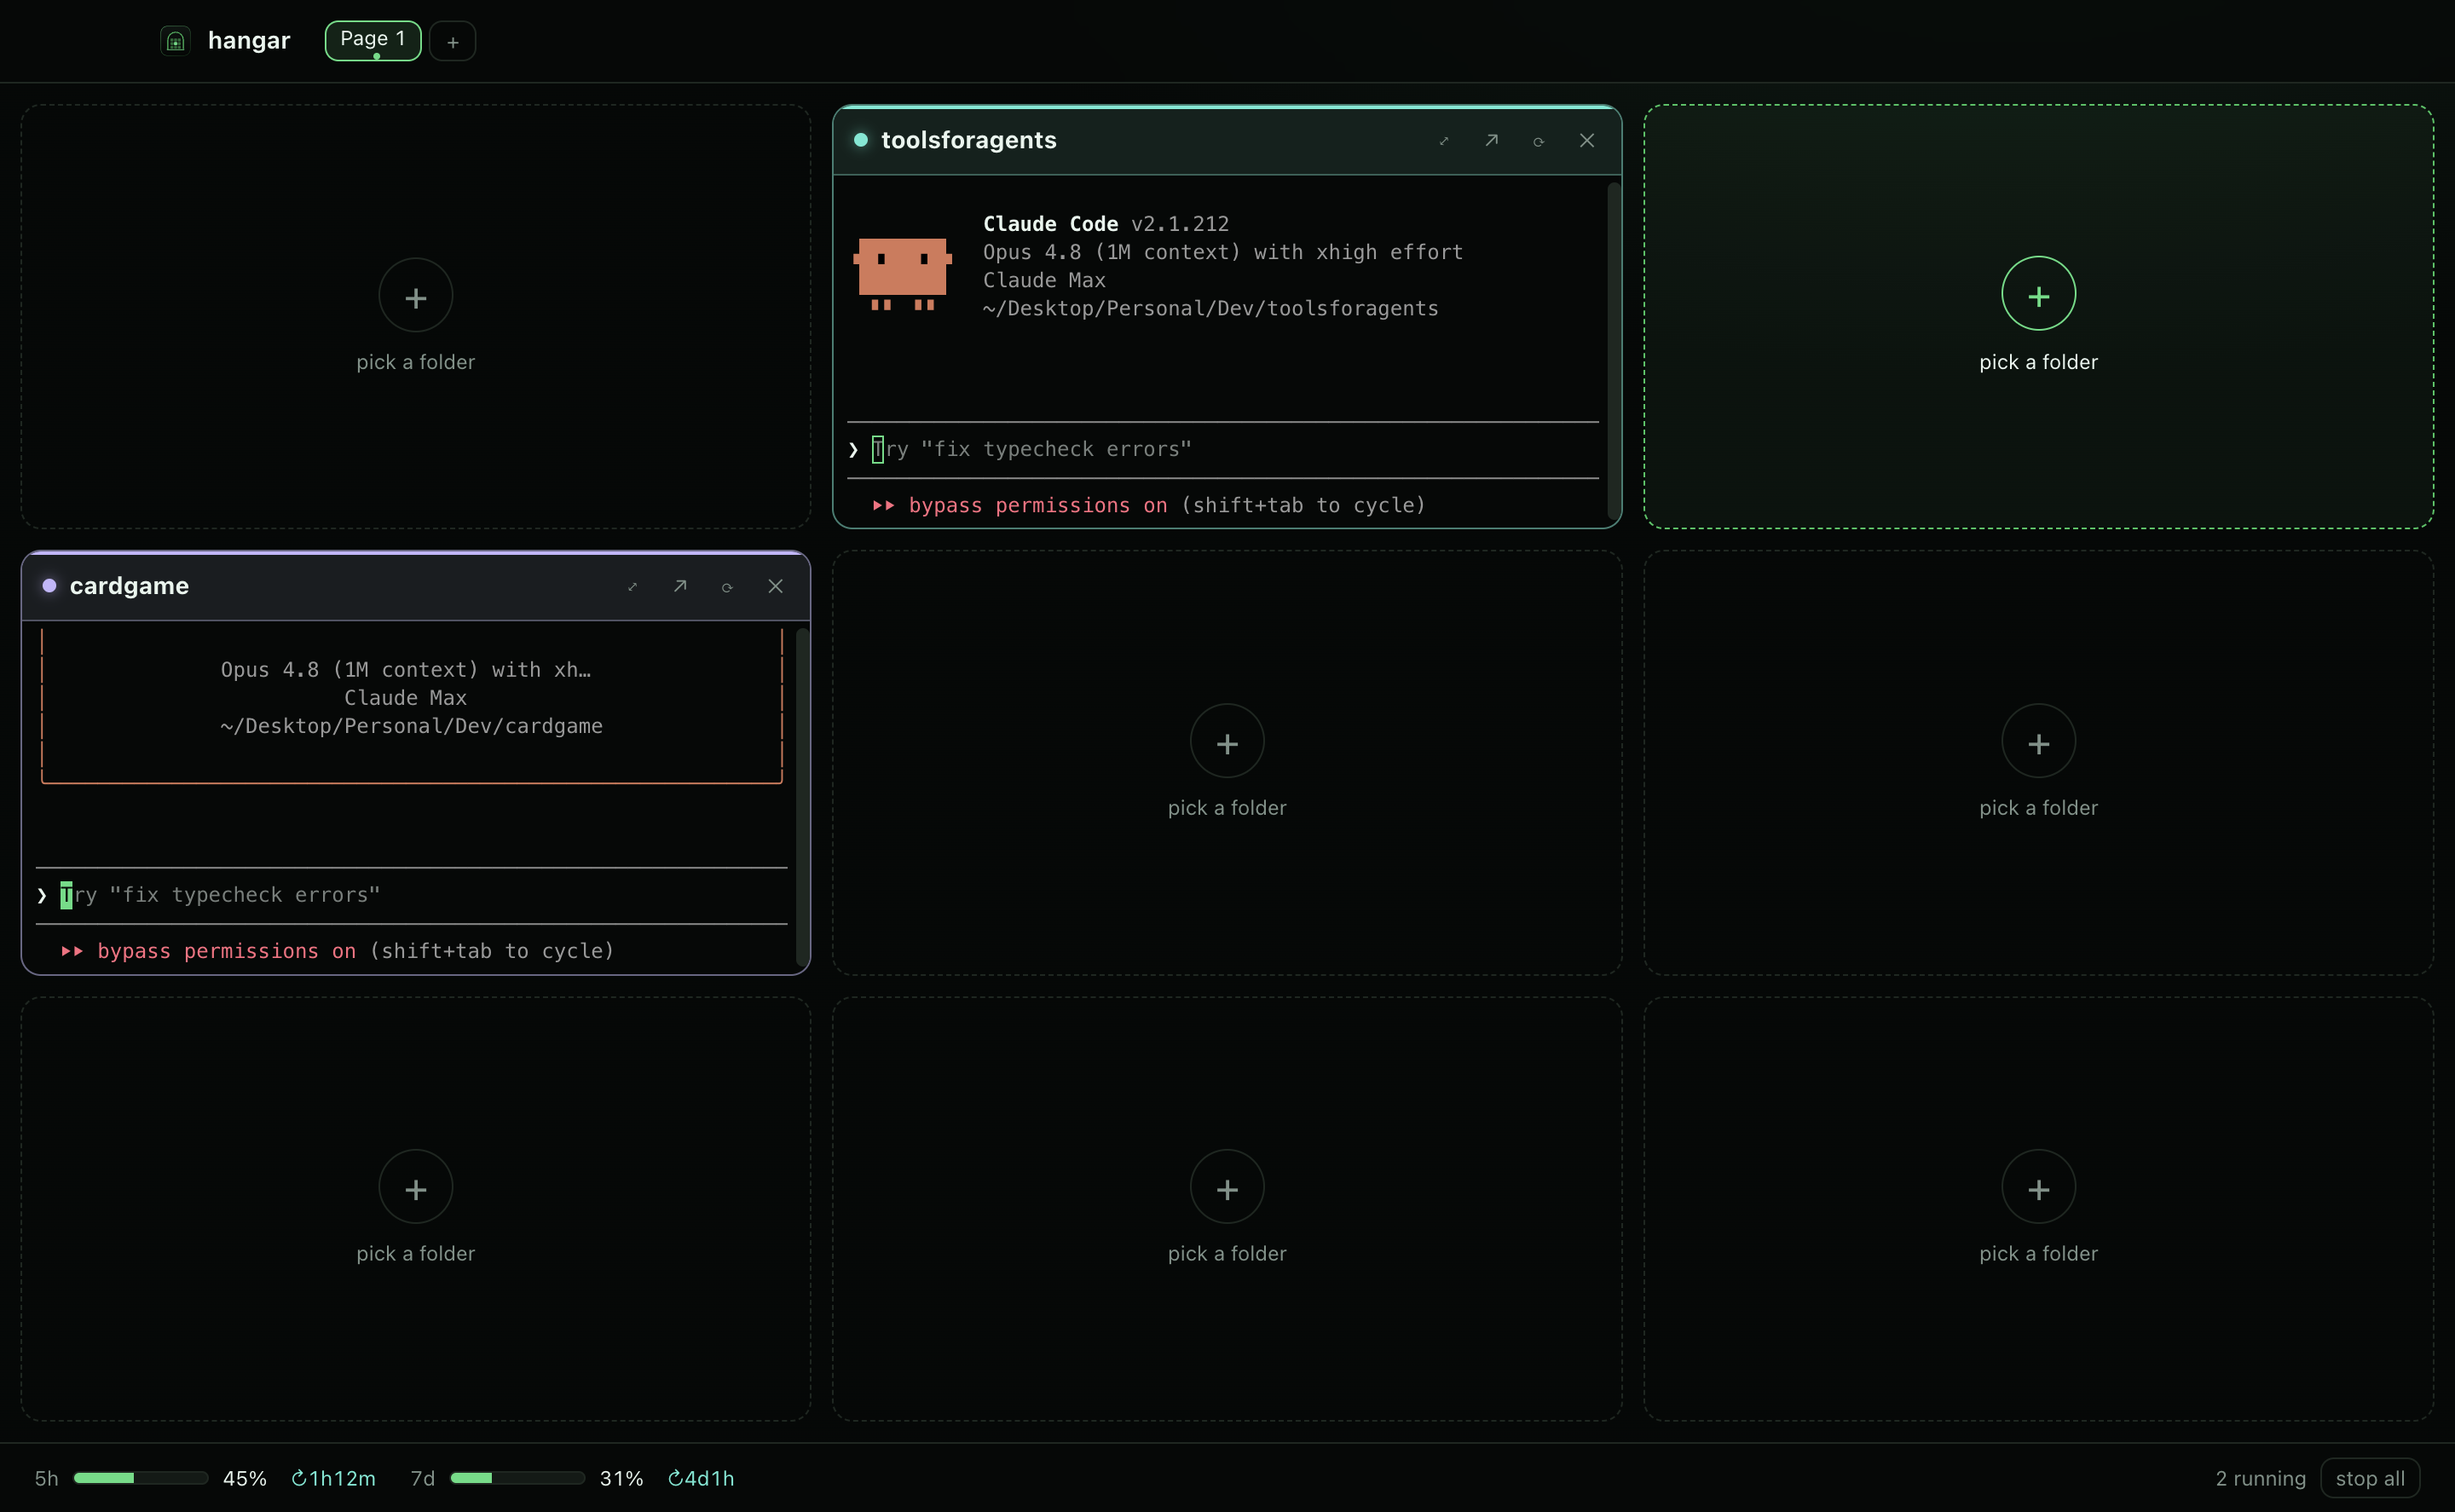 hangar
Page 1
+
+
pick a folder
toolsforagents
Claude Code v2.1.212
Opus 4.8 (1M context) with xhigh effort
Claude Max
~/Desktop/Personal/Dev/toolsforagents
❯ Try "fix typecheck errors"
⏵⏵ bypass permissions on (shift+tab to cycle)
+
pick a folder
cardgame
Opus 4.8 (1M context) with xh…
Claude Max
~/Desktop/Personal/Dev/cardgame
❯ Try "fix typecheck errors"
⏵⏵ bypass permissions on (shift+tab to cycle)
+
pick a folder
+
pick a folder
+
pick a folder
+
pick a folder
+
pick a folder
5h 45% ↻1h12m 7d 31% ↻4d1h
2 running stop all